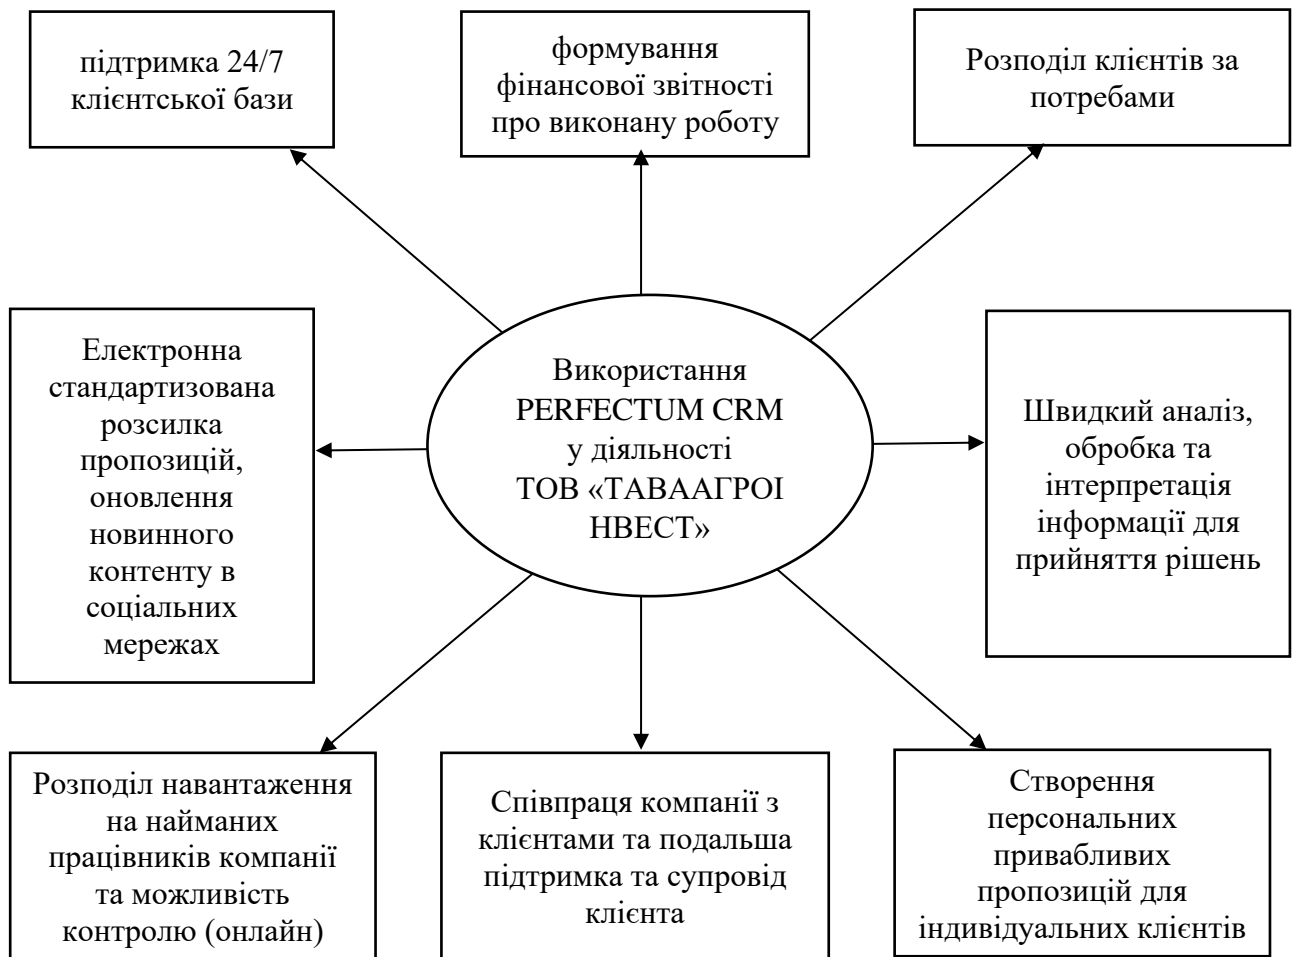 підтримка 24/7
клієнтської бази
формування
фінансової звітності
про виконану роботу
Розподіл клієнтів за
потребами
Електронна
стандартизована
розсилка
пропозицій,
оновлення
новинного
контенту в
соціальних
мережах
Використання
PERFECTUM CRM
у діяльності
ТОВ «ТАВААГРОІ
НВЕСТ»
Швидкий аналіз,
обробка та
інтерпретація
інформації для
прийняття рішень
Розподіл навантаження
на найманих
працівників компанії
та можливість
контролю (онлайн)
Співпраця компанії з
клієнтами та подальша
підтримка та супровід
клієнта
Створення
персональних
привабливих
пропозицій для
індивідуальних клієнтів